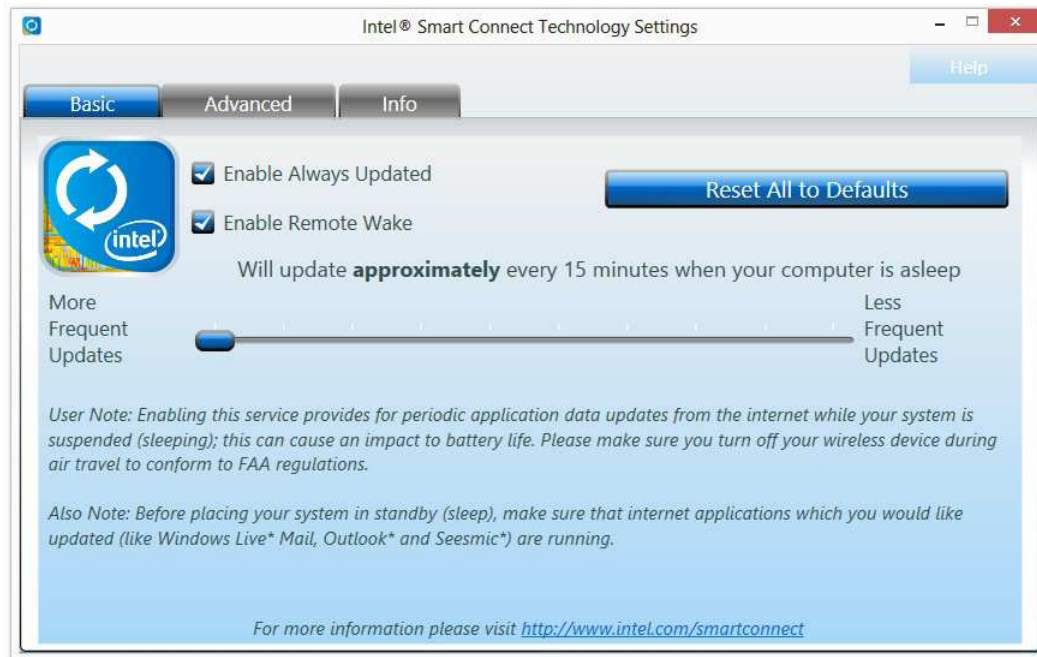 Intel® Smart Connect Technology Settings
Help
Basic Advanced Info
Enable Always Updated
Reset All to Defaults
Enable Remote Wake
intel®
Will update approximately every 15 minutes when your computer is asleep
More
Frequent
Updates
Less
Frequent
Updates
User Note: Enabling this service provides for periodic application data updates from the internet while your system is
suspended (sleeping); this can cause an impact to battery life. Please make sure you turn off your wireless device during
air travel to conform to FAA regulations.
Also Note: Before placing your system in standby (sleep), make sure that internet applications which you would like
updated (like Windows Live* Mail, Outlook* and Seesmic*) are running.
For more information please visit http://www.intel.com/smartconnect